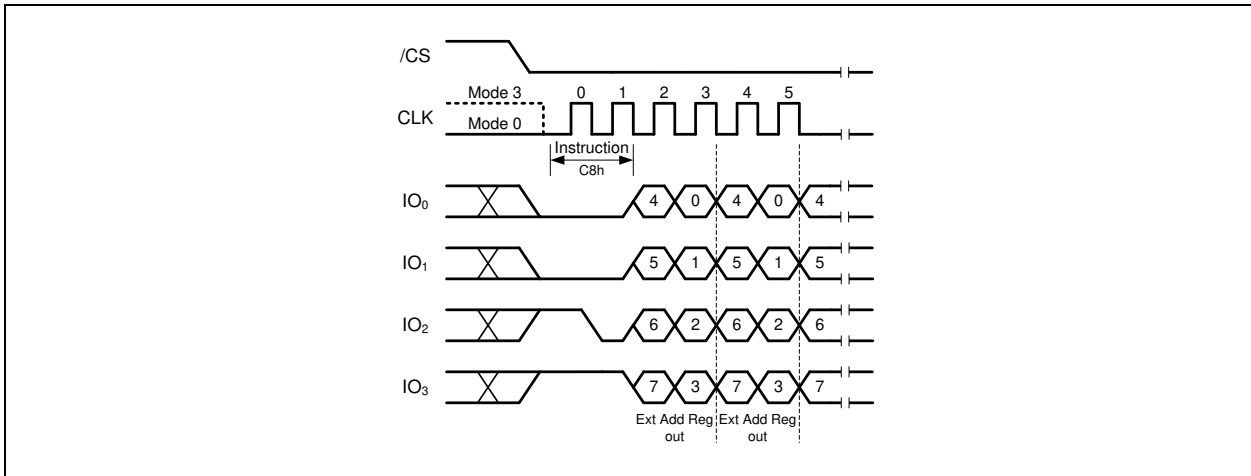 /CS
Mode 3 0 1 2 3 4 5
CLK
Mode 0
Instruction
C8h
IO₀ 4 0 4 0 4
IO₁ 5 1 5 1 5
IO₂ 6 2 6 2 6
IO₃ 7 3 7 3 7
Ext Add Reg Ext Add Reg
out out